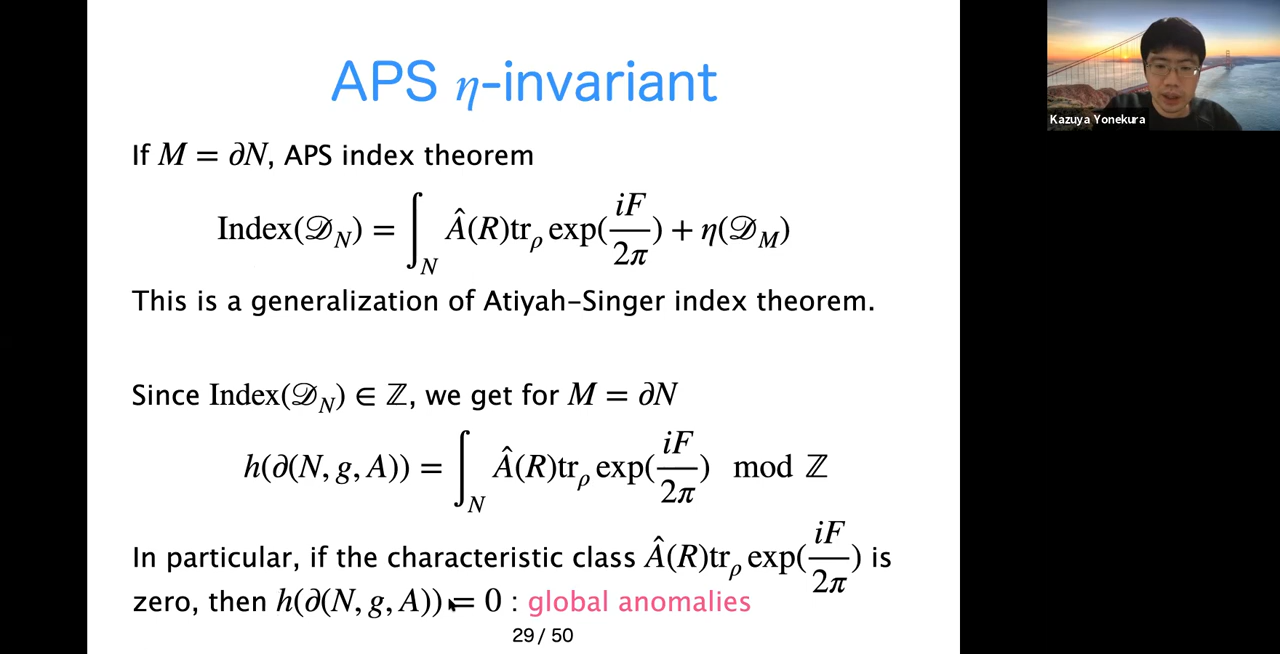 APS η-invariant
If M = ∂N, APS index theorem
Index(𝒟_N) = ∫_N Â(R)tr_ρ exp(iF/2π) + η(𝒟_M)
This is a generalization of Atiyah-Singer index theorem.
Since Index(𝒟_N) ∈ ℤ, we get for M = ∂N
h(∂(N, g, A)) = ∫_N Â(R)tr_ρ exp(iF/2π) mod ℤ
In particular, if the characteristic class Â(R)tr_ρ exp(iF/2π) is
zero, then h(∂(N, g, A)) = 0 : global anomalies
29 / 50
Kazuya Yonekura